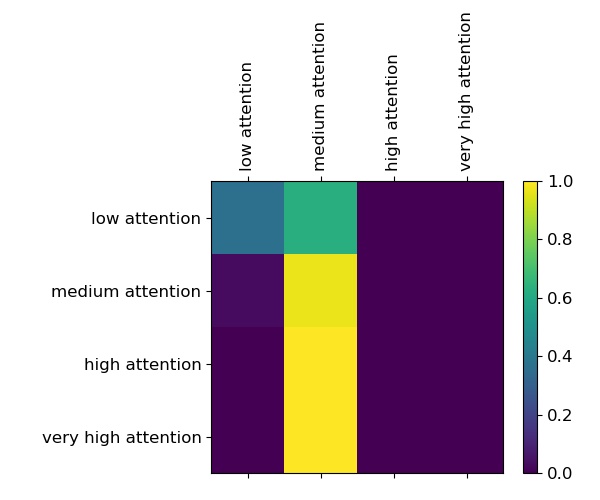 low attention
medium attention
high attention
very high attention
low attention
medium attention
high attention
very high attention
1.0
0.8
0.6
0.4
0.2
0.0